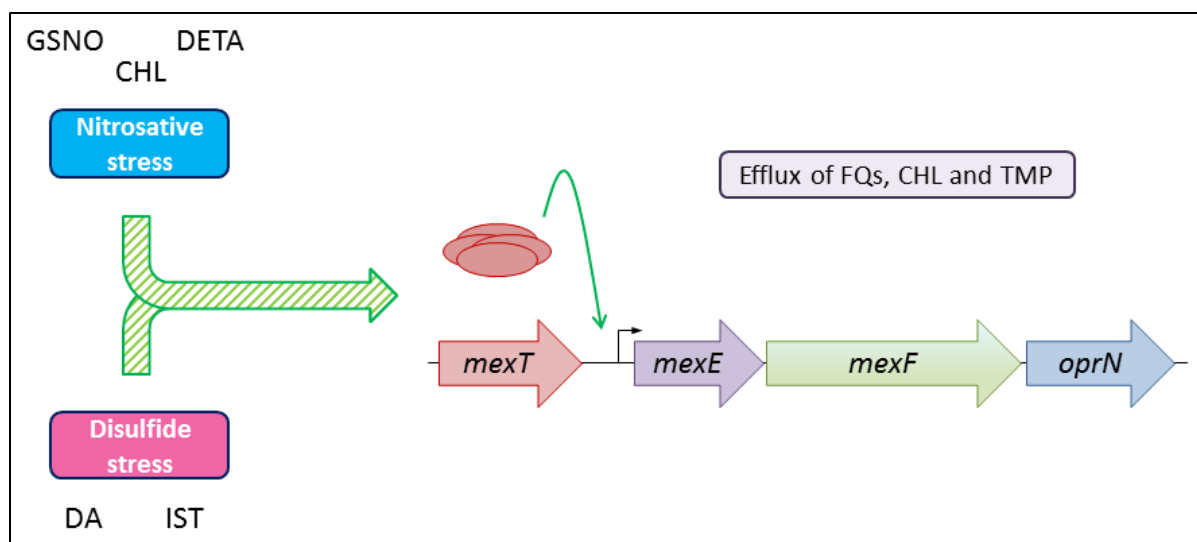 GSNO DETA
CHL
Nitrosative
stress
Efflux of FQs, CHL and TMP
mexT mexE mexF oprN
Disulfide
stress
DA IST